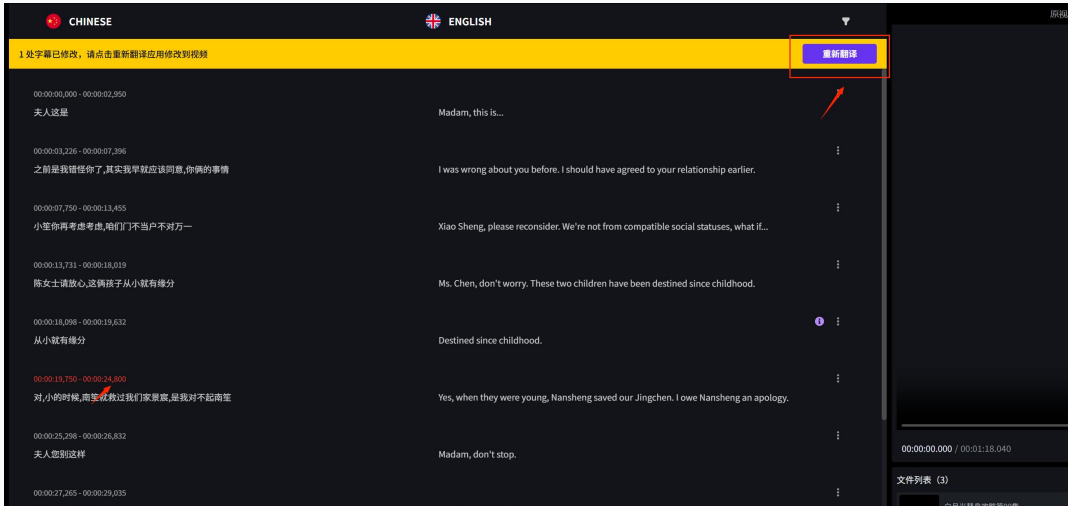 CHINESE
ENGLISH
1 处字幕已修改，请点击重新翻译应用修改到视频
重新翻译
00:00:00,000 - 00:00:02,950
夫人这是
Madam, this is...
00:00:03,226 - 00:00:07,396
之前是我错怪你了,其实我早就应该同意,你俩的事情
I was wrong about you before. I should have agreed to your relationship earlier.
00:00:07,750 - 00:00:13,455
小笙你再考虑考虑,咱们门不当户不对万一
Xiao Sheng, please reconsider. We're not from compatible social statuses, what if...
00:00:13,731 - 00:00:18,019
陈女士请放心,这俩孩子从小就有缘分
Ms. Chen, don't worry. These two children have been destined since childhood.
00:00:18,098 - 00:00:19,632
从小就有缘分
Destined since childhood.
00:00:19,750 - 00:00:24,800
对,小的时候,南笙就救过我们家景宸,是我对不起南笙
Yes, when they were young, Nansheng saved our Jingchen. I owe Nansheng an apology.
00:00:25,298 - 00:00:26,832
夫人您别这样
Madam, don't stop.
00:00:27,265 - 00:00:29,035
原视
00:00:00.000 / 00:01:18.040
文件列表（3）